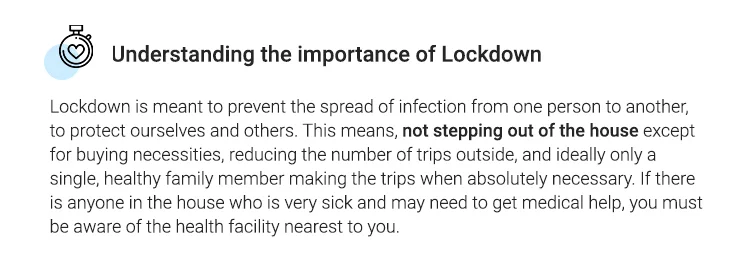 Understanding the importance of Lockdown
Lockdown is meant to prevent the spread of infection from one person to another,
to protect ourselves and others. This means, not stepping out of the house except
for buying necessities, reducing the number of trips outside, and ideally only a
single, healthy family member making the trips when absolutely necessary. If there
is anyone in the house who is very sick and may need to get medical help, you must
be aware of the health facility nearest to you.